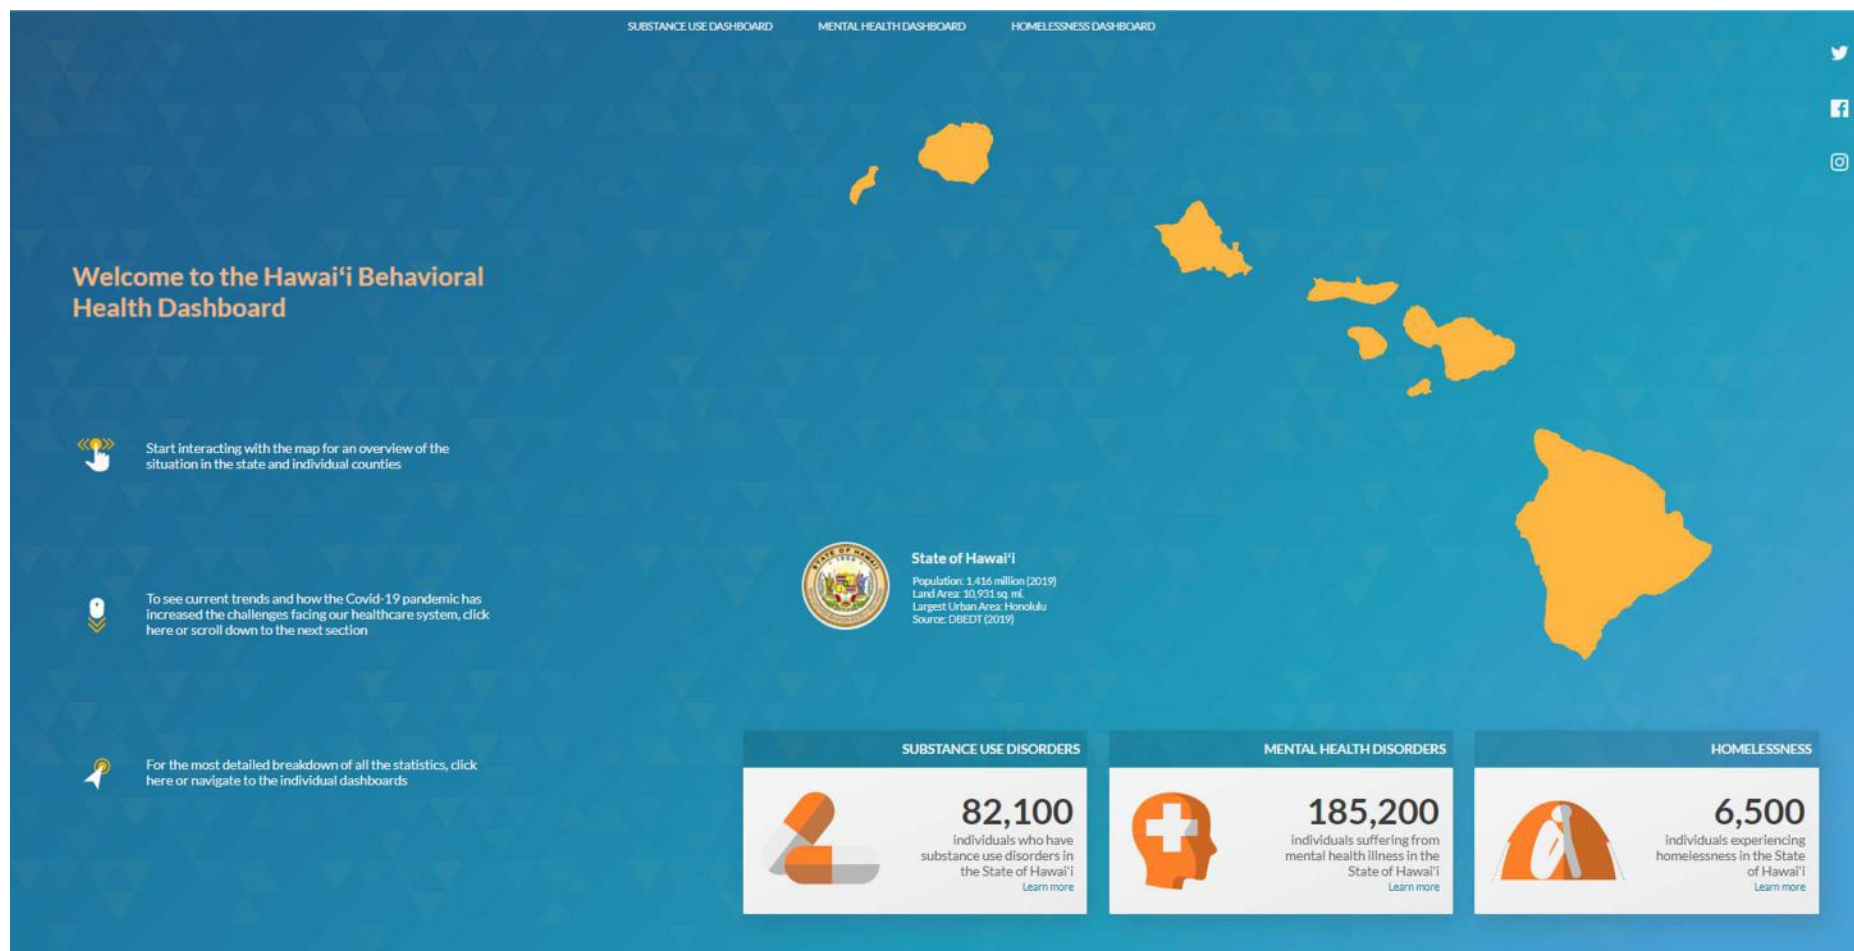 SUBSTANCE USE DASHBOARD
MENTAL HEALTH DASHBOARD
HOMELESSNESS DASHBOARD
Welcome to the Hawaiʻi Behavioral
Health Dashboard
Start interacting with the map for an overview of the
situation in the state and individual counties
To see current trends and how the Covid-19 pandemic has
increased the challenges facing our healthcare system, click
here or scroll down to the next section
For the most detailed breakdown of all the statistics, click
here or navigate to the individual dashboards
STATE OF HAWAII
State of Hawaiʻi
Population: 1.416 million (2019)
Land Area: 10,931 sq. mi.
Largest Urban Area: Honolulu
Source: DBEDT (2019)
SUBSTANCE USE DISORDERS
82,100
individuals who have
substance use disorders in
the State of Hawaiʻi
Learn more
MENTAL HEALTH DISORDERS
185,200
individuals suffering from
mental health illness in the
State of Hawaiʻi
Learn more
HOMELESSNESS
6,500
individuals experiencing
homelessness in the State
of Hawaiʻi
Learn more